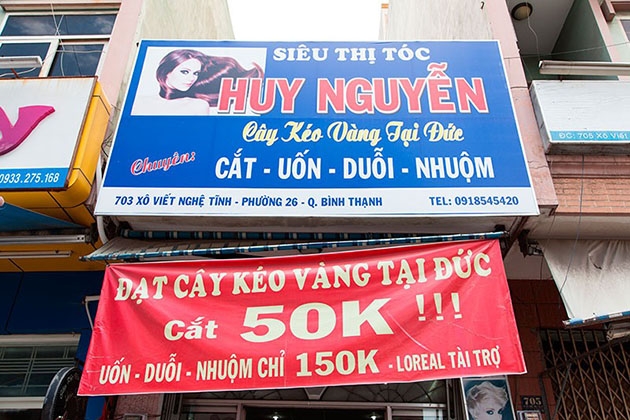 SIÊU THỊ TÓC
HUY NGUYỄN
Cây Kéo Vàng Tại Đức
Chuyên:
CẮT - UỐN - DUỖI - NHUỘM
703 XÔ VIẾT NGHỆ TĨNH - PHƯỜNG 26 - Q. BÌNH THẠNH
TEL: 0918545420
ĐẠT CÂY KÉO VÀNG TẠI ĐỨC
Cắt 50K !!!
UỐN - DUỖI - NHUỘM CHỈ 150K - LOREAL TÀI TRỢ
0933.275.168
ĐC: 705 XÔ VIẾT
703